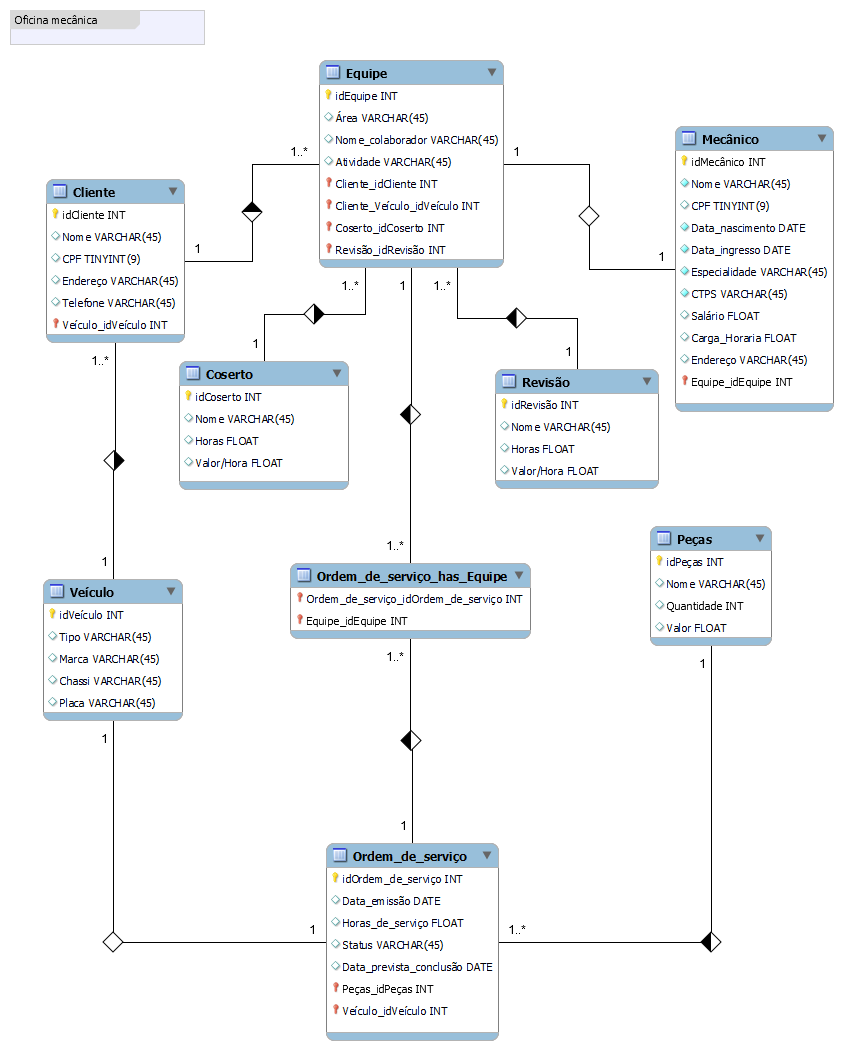 Oficina mecânica
Equipe
idEquipe INT
Área VARCHAR(45)
Nome_colaborador VARCHAR(45)
Atividade VARCHAR(45)
Cliente_idCliente INT
Cliente_Veículo_idVeículo INT
Coserto_idCoserto INT
Revisão_idRevisão INT
1..*
1
Mecânico
idMecânico INT
Nome VARCHAR(45)
CPF TINYINT(9)
Data_nascimento DATE
Data_ingresso DATE
Especialidade VARCHAR(45)
CTPS VARCHAR(45)
Salário FLOAT
Carga_Horaria FLOAT
Endereço VARCHAR(45)
Equipe_idEquipe INT
Cliente
idCliente INT
Nome VARCHAR(45)
CPF TINYINT(9)
Endereço VARCHAR(45)
Telefone VARCHAR(45)
Veículo_idVeículo INT
1
1
1..*
1
1..*
1..*
1
1
Coserto
idCoserto INT
Nome VARCHAR(45)
Horas FLOAT
Valor/Hora FLOAT
Revisão
idRevisão INT
Nome VARCHAR(45)
Horas FLOAT
Valor/Hora FLOAT
1
1..*
Veículo
idVeículo INT
Tipo VARCHAR(45)
Marca VARCHAR(45)
Chassi VARCHAR(45)
Placa VARCHAR(45)
Ordem_de_serviço_has_Equipe
Ordem_de_serviço_idOrdem_de_serviço INT
Equipe_idEquipe INT
Peças
idPeças INT
Nome VARCHAR(45)
Quantidade INT
Valor FLOAT
1..*
1
1
1
Ordem_de_serviço
idOrdem_de_serviço INT
Data_emissão DATE
Horas_de_serviço FLOAT
Status VARCHAR(45)
Data_prevista_conclusão DATE
Peças_idPeças INT
Veículo_idVeículo INT
1
1..*